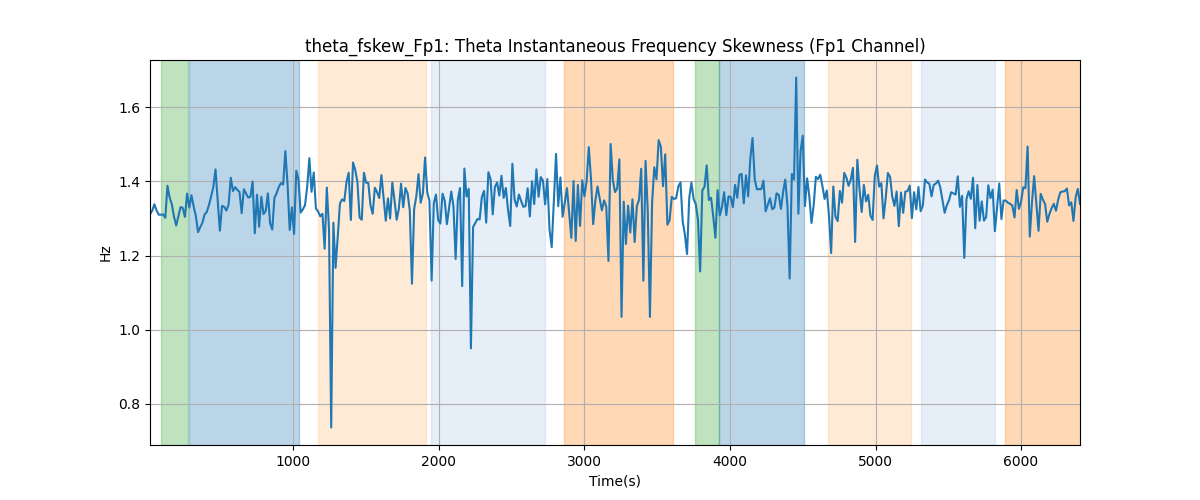 theta_fskew_Fp1: Theta Instantaneous Frequency Skewness (Fp1 Channel)
1.6
1.4
1.2
1.0
0.8
Hz
1000 2000 3000 4000 5000 6000
Time(s)